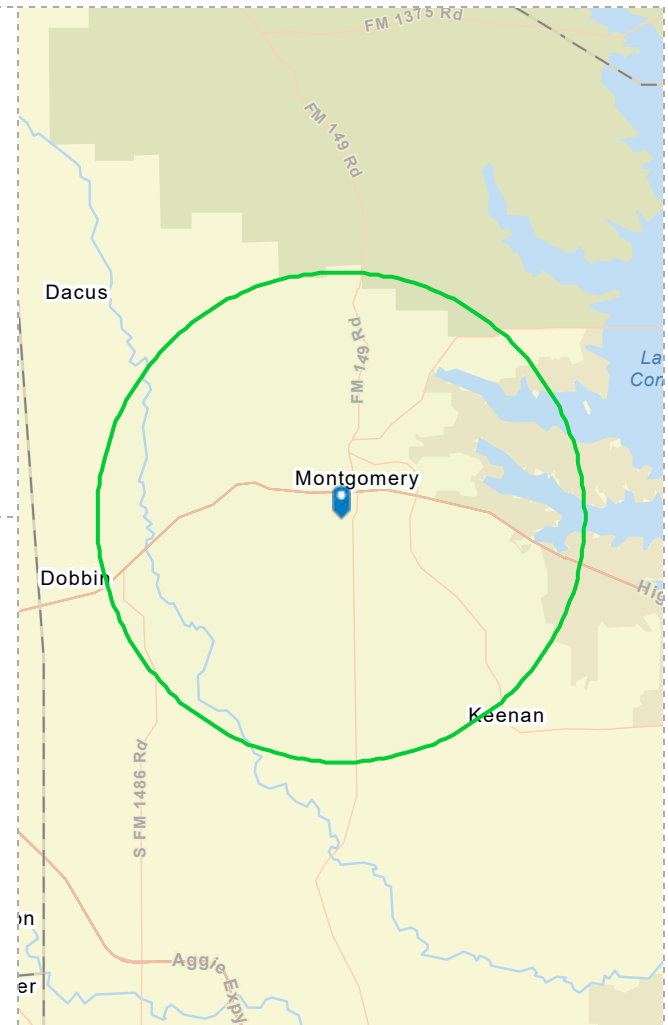 FM 1375 Rd
FM 149 Rd
Dacus
FM 149 Rd
La
Con
Montgomery
Dobbin
Hig
Keenan
S FM 1486 Rd
on
Aggie Expy
er